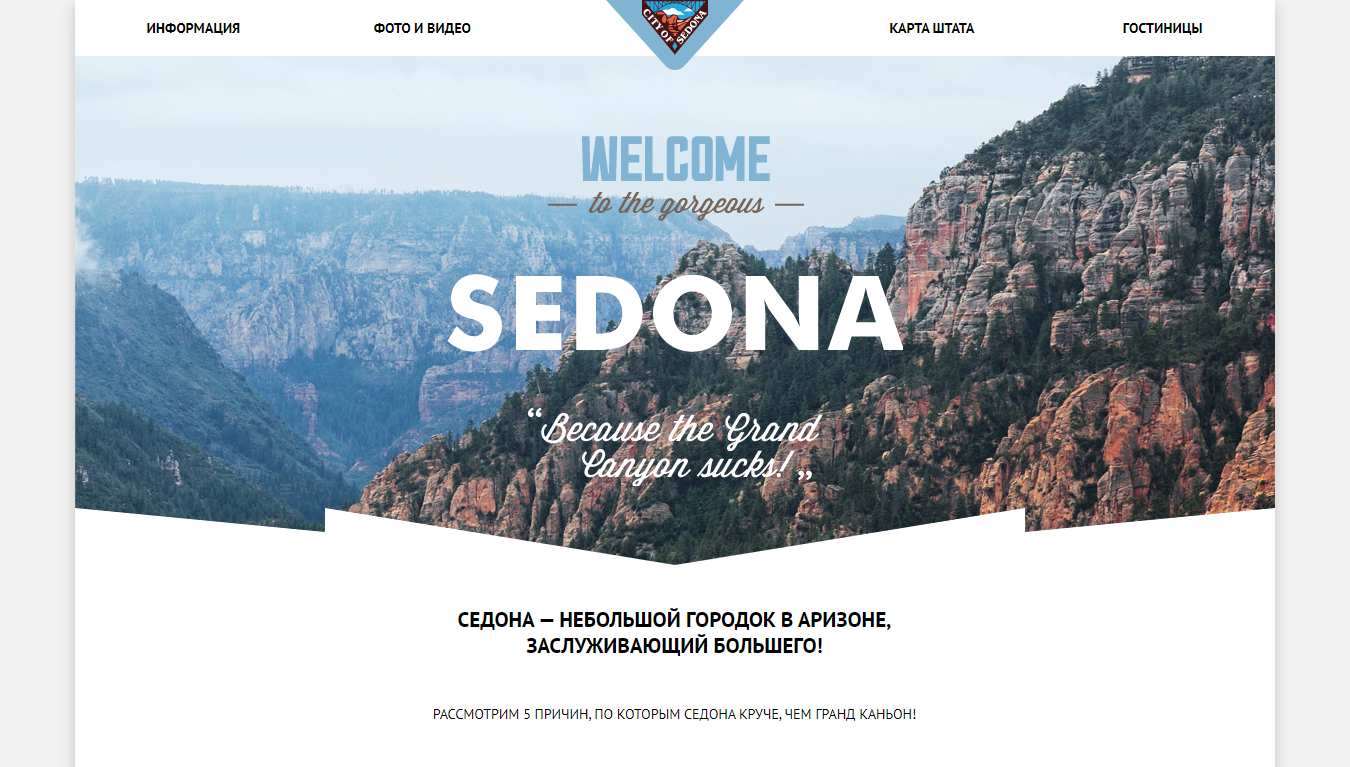 ИНФОРМАЦИЯ
ФОТО И ВИДЕО
CITY OF SEDONA
КАРТА ШТАТА
ГОСТИНИЦЫ
WELCOME
— to the gorgeous —
SEDONA
“Because the Grand
Canyon sucks!„
СЕДОНА — НЕБОЛЬШОЙ ГОРОДОК В АРИЗОНЕ,
ЗАСЛУЖИВАЮЩИЙ БОЛЬШЕГО!
РАССМОТРИМ 5 ПРИЧИН, ПО КОТОРЫМ СЕДОНА КРУЧЕ, ЧЕМ ГРАНД КАНЬОН!